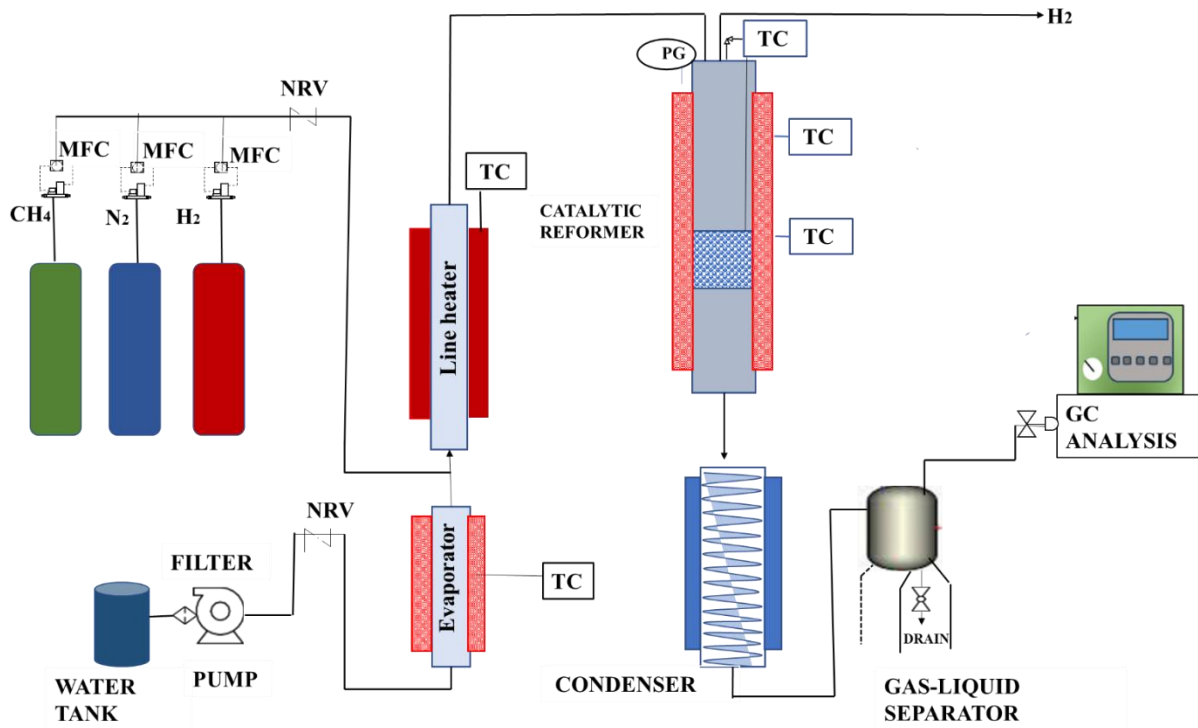 H2
TC
PG
NRV
MFC
MFC
MFC
TC
TC
CH4
N2
H2
CATALYTIC
REFORMER
TC
Line heater
GC
ANALYSIS
NRV
FILTER
Evaporator
TC
DRAIN
PUMP
CONDENSER
GAS-LIQUID
SEPARATOR
WATER
TANK